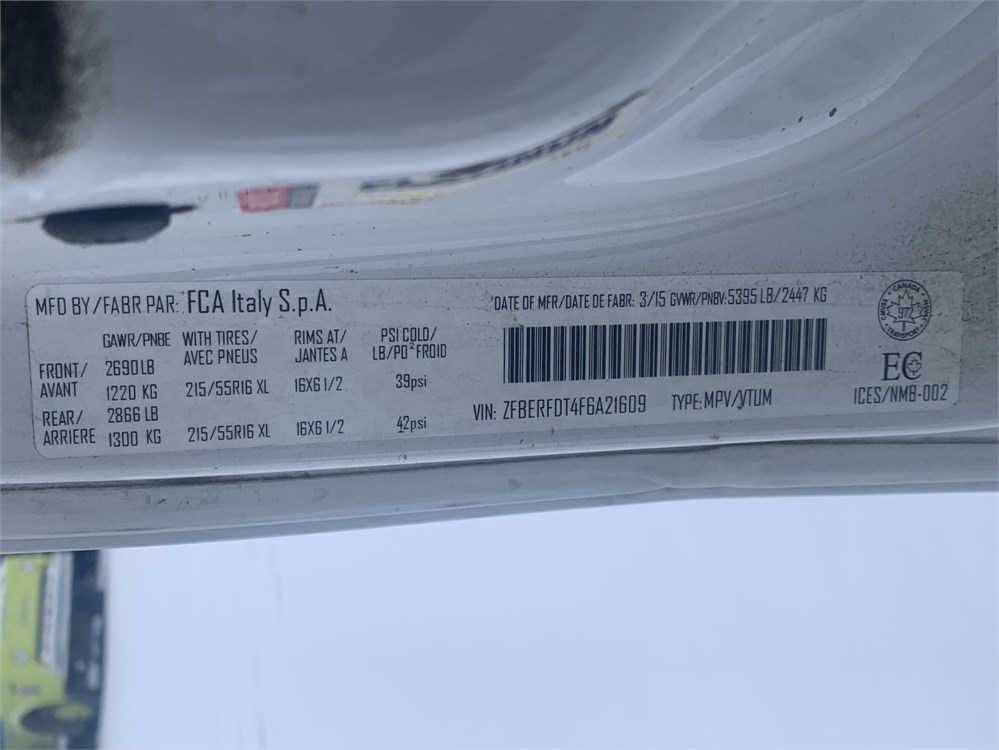 MFD BY/FABR PAR: FCA Italy S.p.A.
DATE OF MFR/DATE DE FABR: 3/15 GVWR/PNBV: 5395 LB/2447 KG
GAWR/PNBE WITH TIRES/ AVEC PNEUS RIMS AT/ JANTES A PSI COLD/ LB/PO² FROID
FRONT/ AVANT 2690 LB 1220 KG 215/55R16 XL 16X6 1/2 39psi
REAR/ ARRIERE 2866 LB 1300 KG 215/55R16 XL 16X6 1/2 42psi
VIN: ZFBERFDT4F6A21609 TYPE: MPV/VTUM
CANADA
972
T
TRANSPORT
EC
ICES/NMB-002